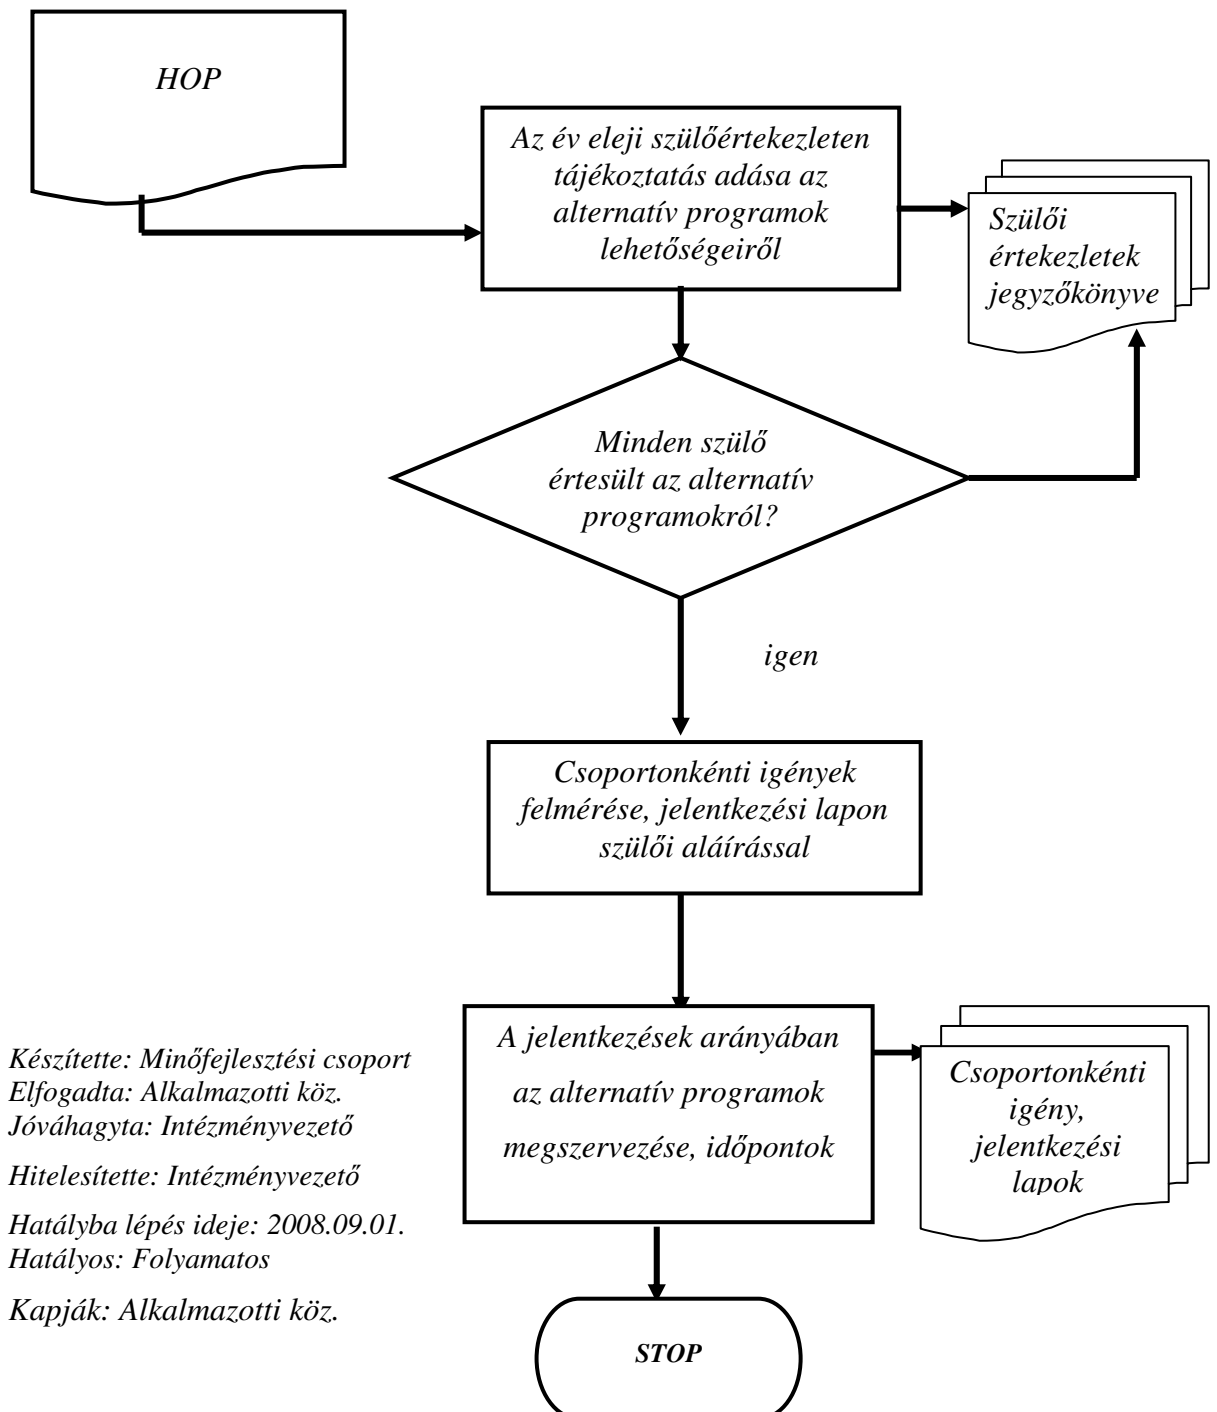 HOP
Az év eleji szülőértekezleten
tájékoztatás adása az
alternatív programok
lehetőségeiről
Szülői
értekezletek
jegyzőkönyve
Minden szülő
értesült az alternatív
programokról?
igen
Csoportonkénti igények
felmérése, jelentkezési lapon
szülői aláírással
A jelentkezések arányában
az alternatív programok
megszervezése, időpontok
Csoportonkénti
igény,
jelentkezési
lapok
Készítette: Minőfejlesztési csoport
Elfogadta: Alkalmazotti köz.
Jóváhagyta: Intézményvezető
Hitelesítette: Intézményvezető
Hatályba lépés ideje: 2008.09.01.
Hatályos: Folyamatos
Kapják: Alkalmazotti köz.
STOP